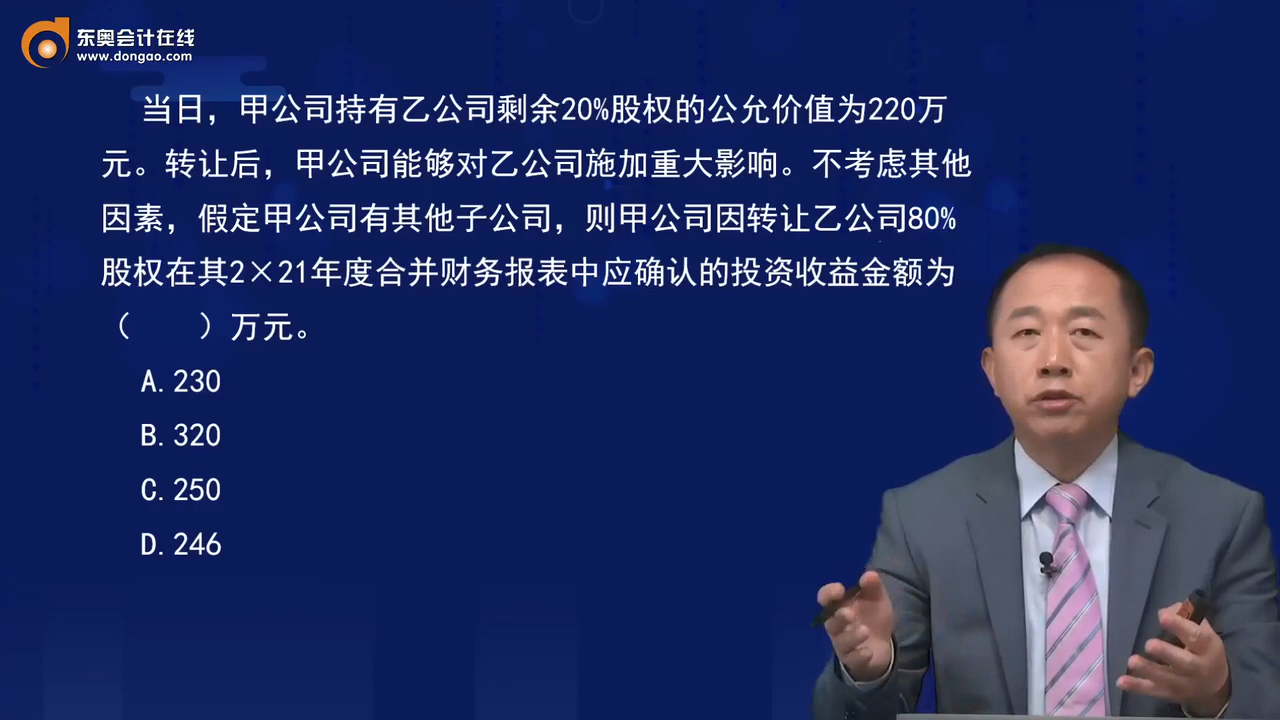 东奥会计在线
www.dongao.com
当日，甲公司持有乙公司剩余20%股权的公允价值为220万
元。转让后，甲公司能够对乙公司施加重大影响。不考虑其他
因素，假定甲公司有其他子公司，则甲公司因转让乙公司80%
股权在其2×21年度合并财务报表中应确认的投资收益金额为
（　　）万元。
A.230
B.320
C.250
D.246